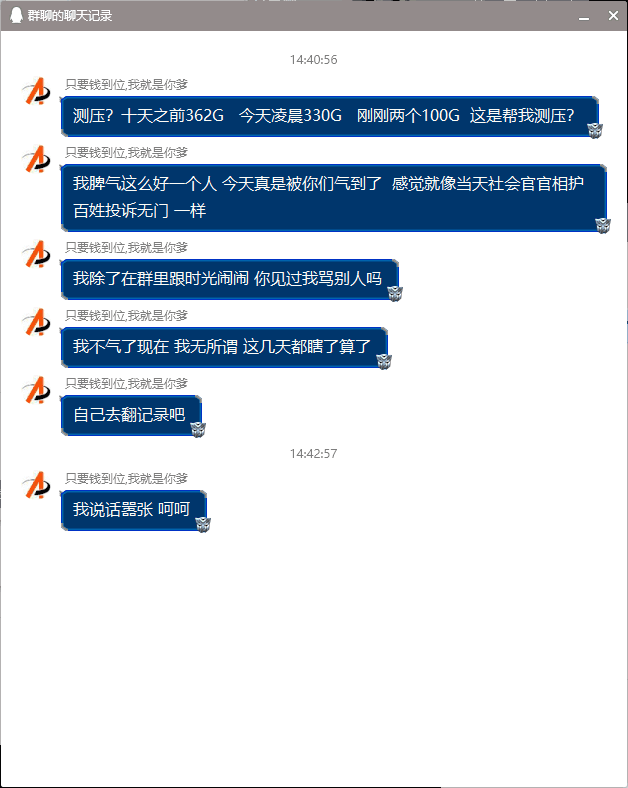 群聊的聊天记录
14:40:56
只要钱到位,我就是你爹
测压？十天之前362G 今天凌晨330G 刚刚两个100G 这是帮我测压？
只要钱到位,我就是你爹
我脾气这么好一个人 今天真是被你们气到了 感觉就像当天社会官官相护
百姓投诉无门 一样
只要钱到位,我就是你爹
我除了在群里跟时光闹闹 你见过我骂别人吗
只要钱到位,我就是你爹
我不气了现在 我无所谓 这几天都瞎了算了
只要钱到位,我就是你爹
自己去翻记录吧
14:42:57
只要钱到位,我就是你爹
我说话嚣张 呵呵